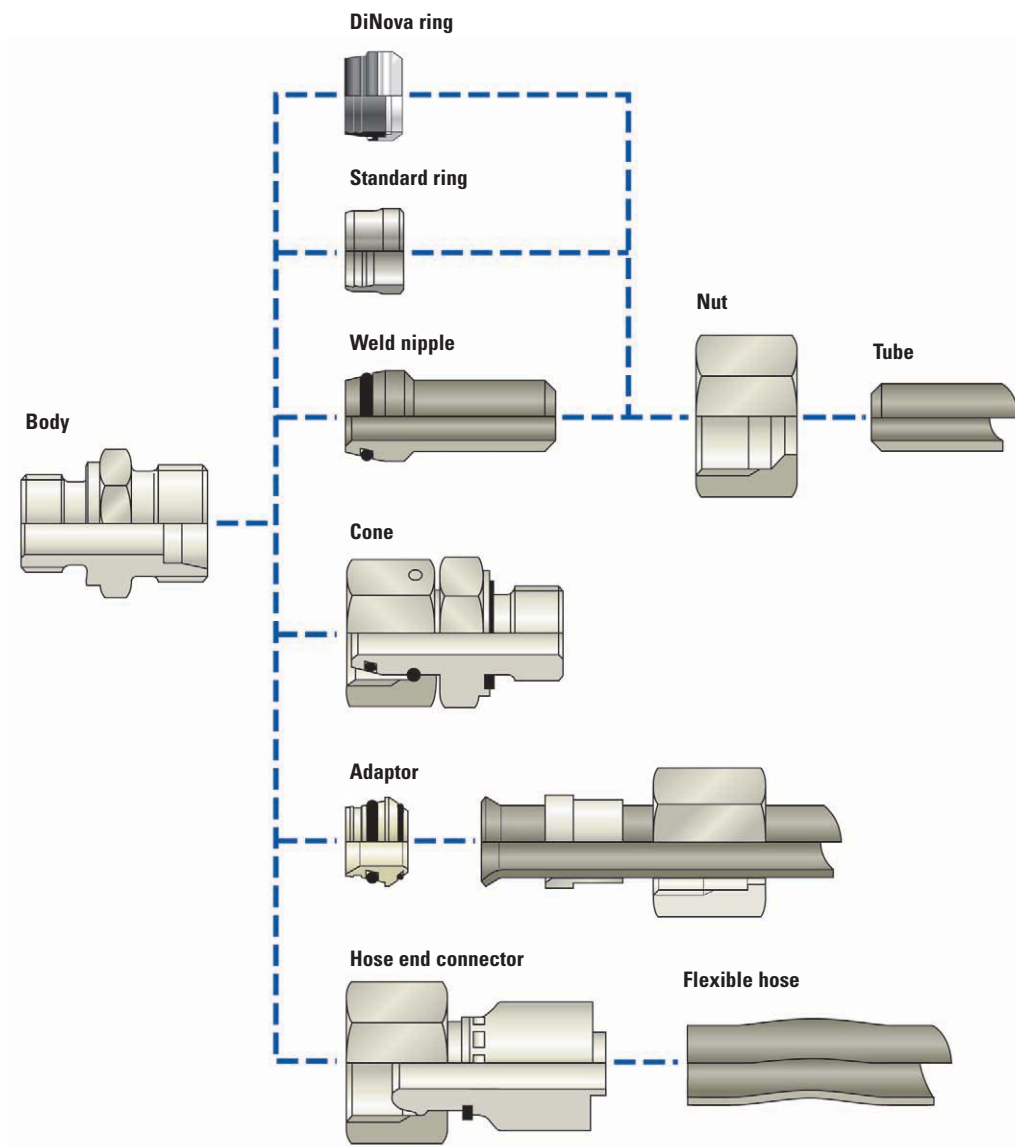 DiNova ring
Standard ring
Nut
Weld nipple
Tube
Body
Cone
Adaptor
Hose end connector
Flexible hose